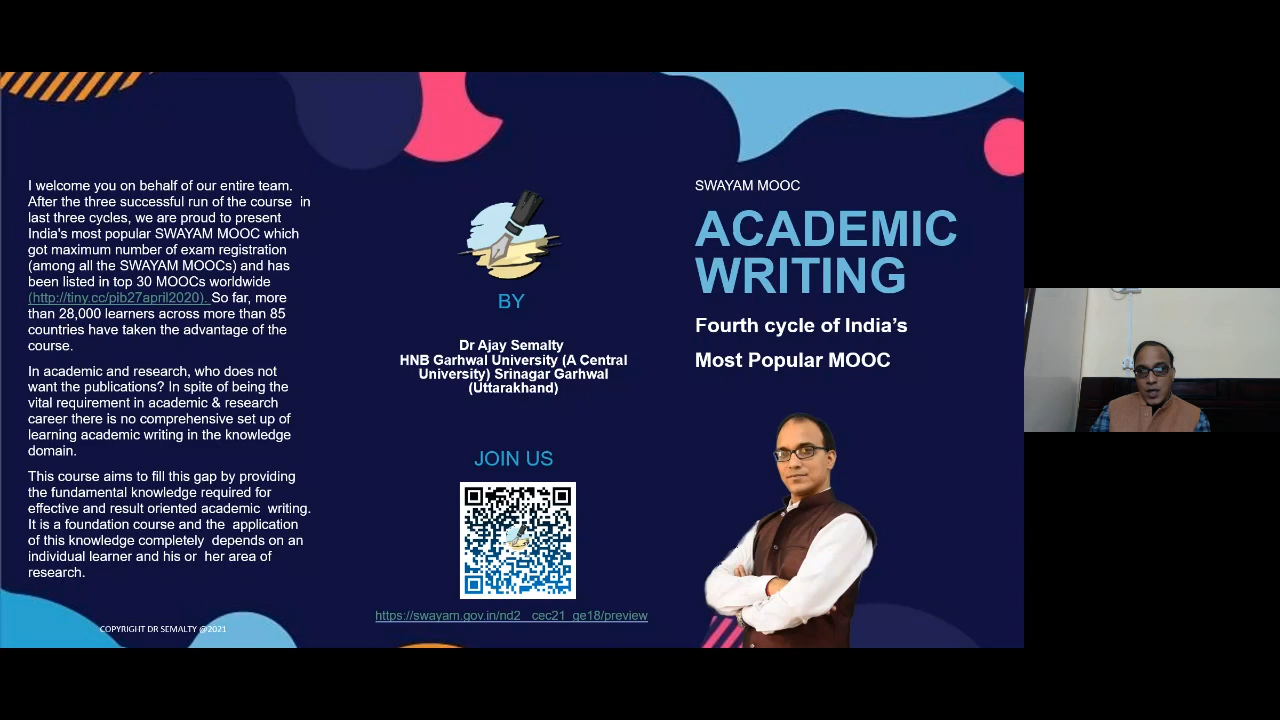 I welcome you on behalf of our entire team.
After the three successful run of the course in
last three cycles, we are proud to present
India's most popular SWAYAM MOOC which
got maximum number of exam registration
(among all the SWAYAM MOOCs) and has
been listed in top 30 MOOCs worldwide
(http://tiny.cc/pib27april2020). So far, more
than 28,000 learners across more than 85
countries have taken the advantage of the
course.
In academic and research, who does not
want the publications? In spite of being the
vital requirement in academic & research
career there is no comprehensive set up of
learning academic writing in the knowledge
domain.
This course aims to fill this gap by providing
the fundamental knowledge required for
effective and result oriented academic writing.
It is a foundation course and the application
of this knowledge completely depends on an
individual learner and his or her area of
research.
COPYRIGHT DR SEMALTY @2021
BY
Dr Ajay Semalty
HNB Garhwal University (A Central
University) Srinagar Garhwal
(Uttarakhand)
JOIN US
https://swayam.gov.in/nd2_cec21_ge18/preview
SWAYAM MOOC
ACADEMIC
WRITING
Fourth cycle of India's
Most Popular MOOC